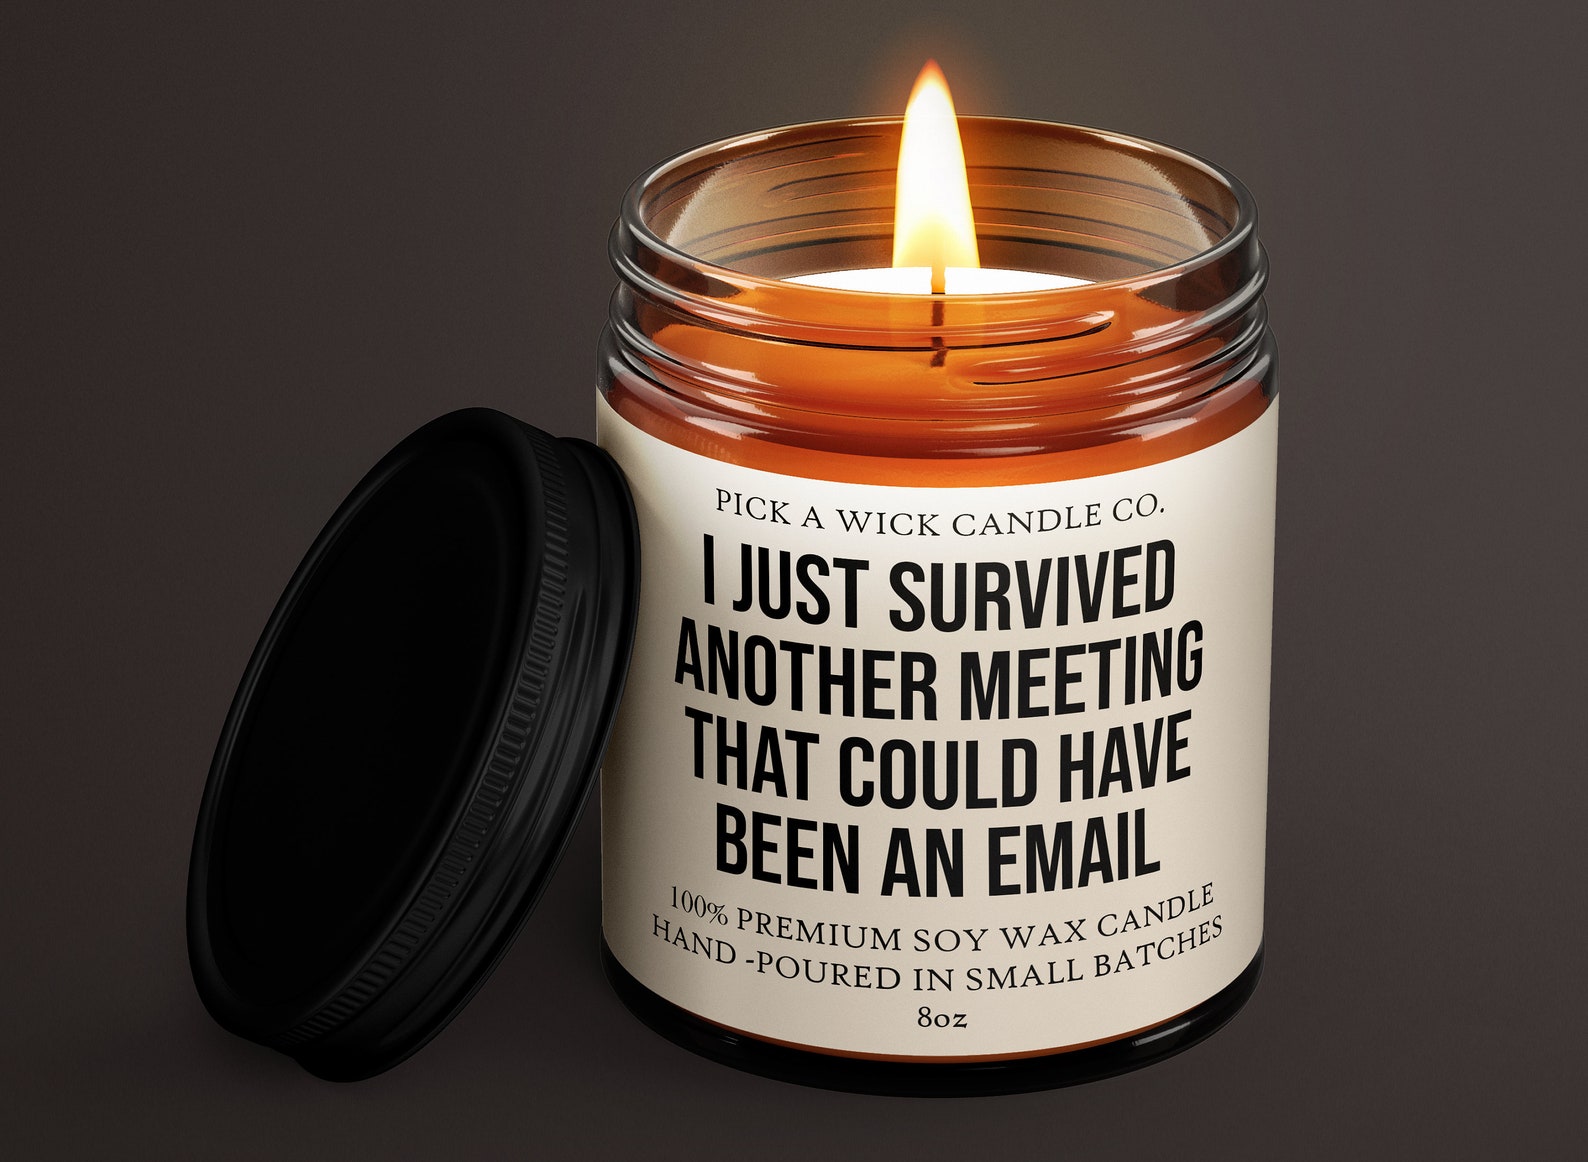 PICK A WICK CANDLE CO.
I JUST SURVIVED
ANOTHER MEETING
THAT COULD HAVE
BEEN AN EMAIL
100% PREMIUM SOY WAX CANDLE
HAND -POURED IN SMALL BATCHES
8oz